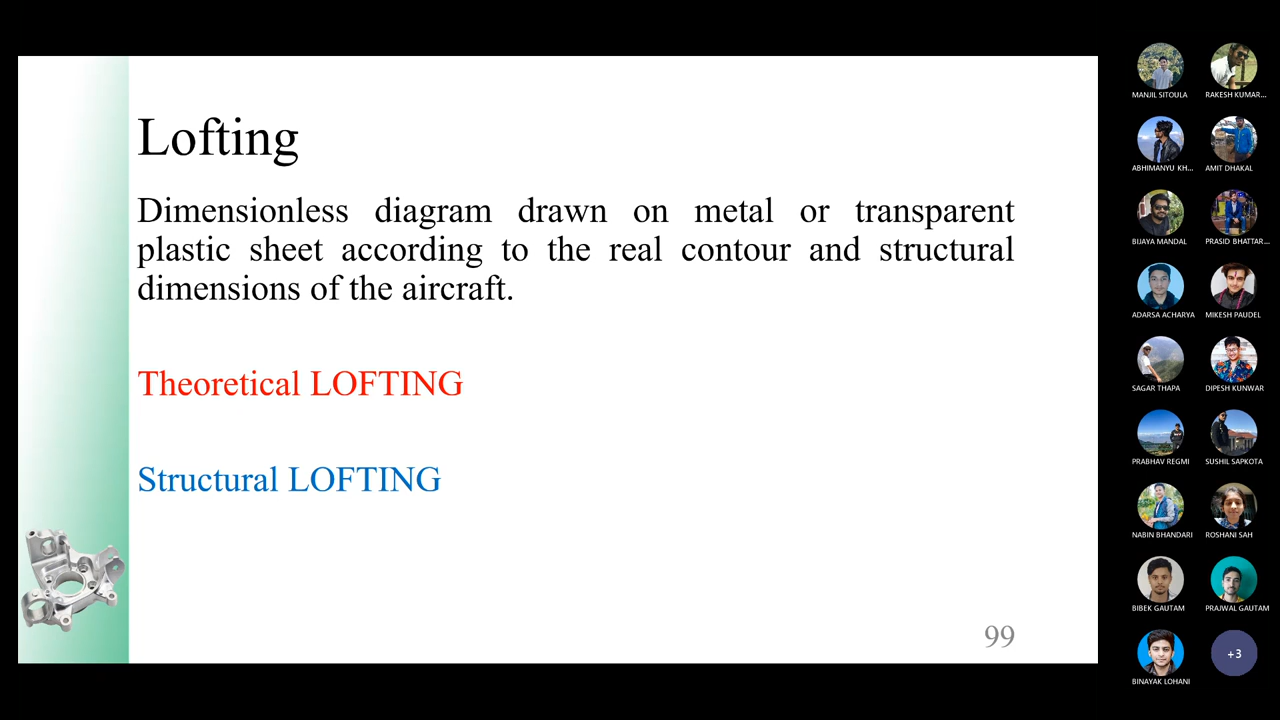 Lofting
Dimensionless diagram drawn on metal or transparent
plastic sheet according to the real contour and structural
dimensions of the aircraft.
Theoretical LOFTING
Structural LOFTING
99
MANJIL SITOULA
RAKESH KUMAR...
ABHIMANYU KH...
AMIT DHAKAL
BIJAYA MANDAL
PRASID BHATTAR...
ADARSA ACHARYA
MIKESH PAUDEL
SAGAR THAPA
DIPESH KUNWAR
PRABHAV REGMI
SUSHIL SAPKOTA
NABIN BHANDARI
ROSHANI SAH
BIBEK GAUTAM
PRAJWAL GAUTAM
BINAYAK LOHANI
+3